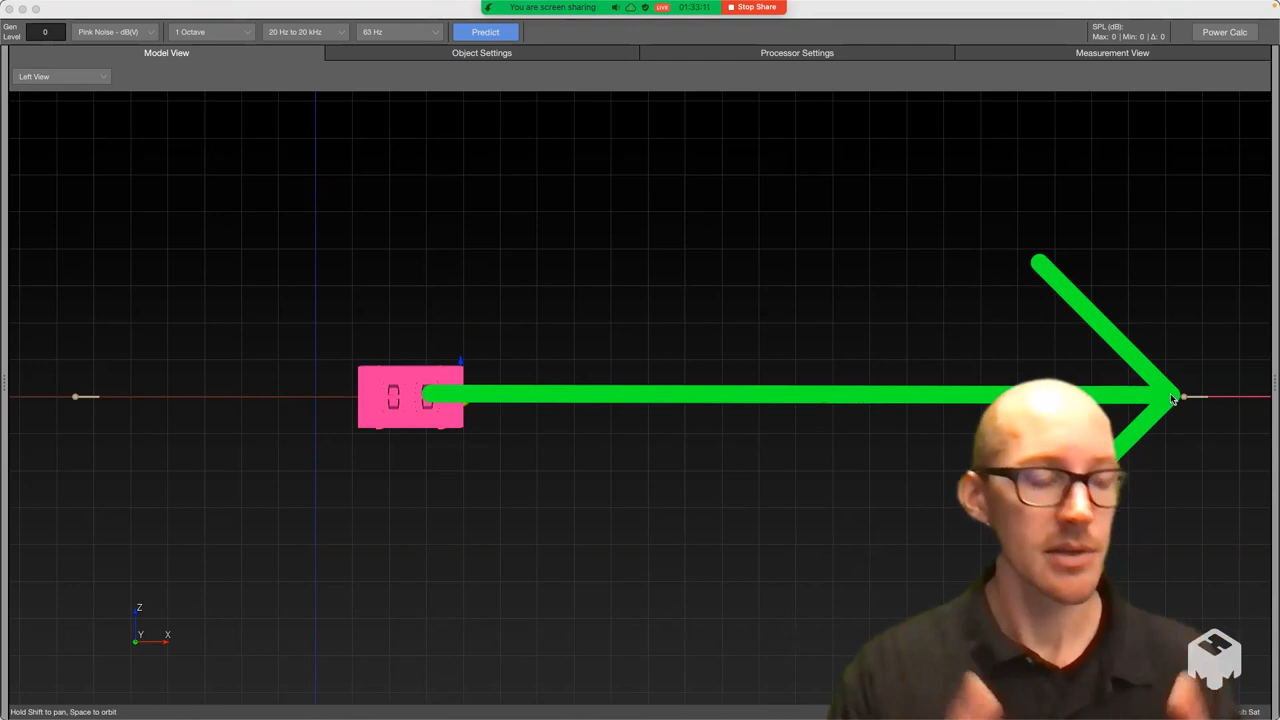 You are screen sharing LIVE 01:33:11 Stop Share
Gen Level 0 Pink Noise - dB(V) 1 Octave 20 Hz to 20 kHz 63 Hz Predict SPL (dB): Max: 0 | Min: 0 | Δ: 0 Power Calc
Model View Object Settings Processor Settings Measurement View
Left View
Z
Y X
Hold Shift to pan, Space to orbit Sat